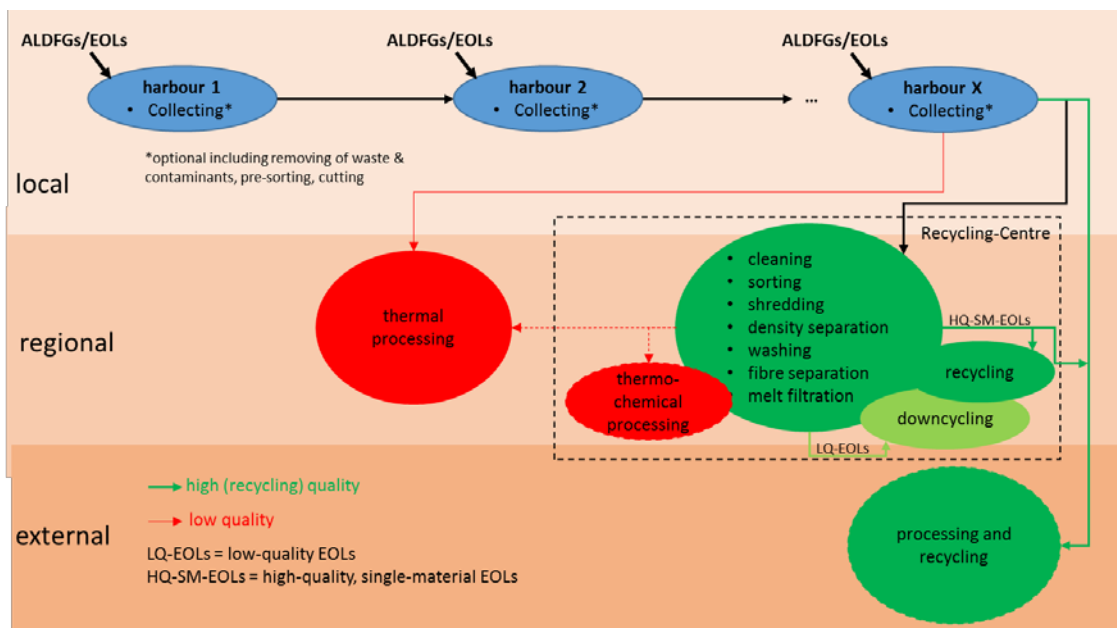 ALDFGs/EOLs
ALDFGs/EOLs
ALDFGs/EOLs
harbour 1
• Collecting*
harbour 2
• Collecting*
...
harbour X
• Collecting*
*optional including removing of waste &
contaminants, pre-sorting, cutting
local
Recycling-Centre
• cleaning
• sorting
• shredding
• density separation
• washing
• fibre separation
• melt filtration
thermal
processing
regional
HQ-SM-EOLs
recycling
thermo-
chemical
processing
downcycling
LQ-EOLs
high (recycling) quality
low quality
external
LQ-EOLs = low-quality EOLs
HQ-SM-EOLs = high-quality, single-material EOLs
processing and
recycling